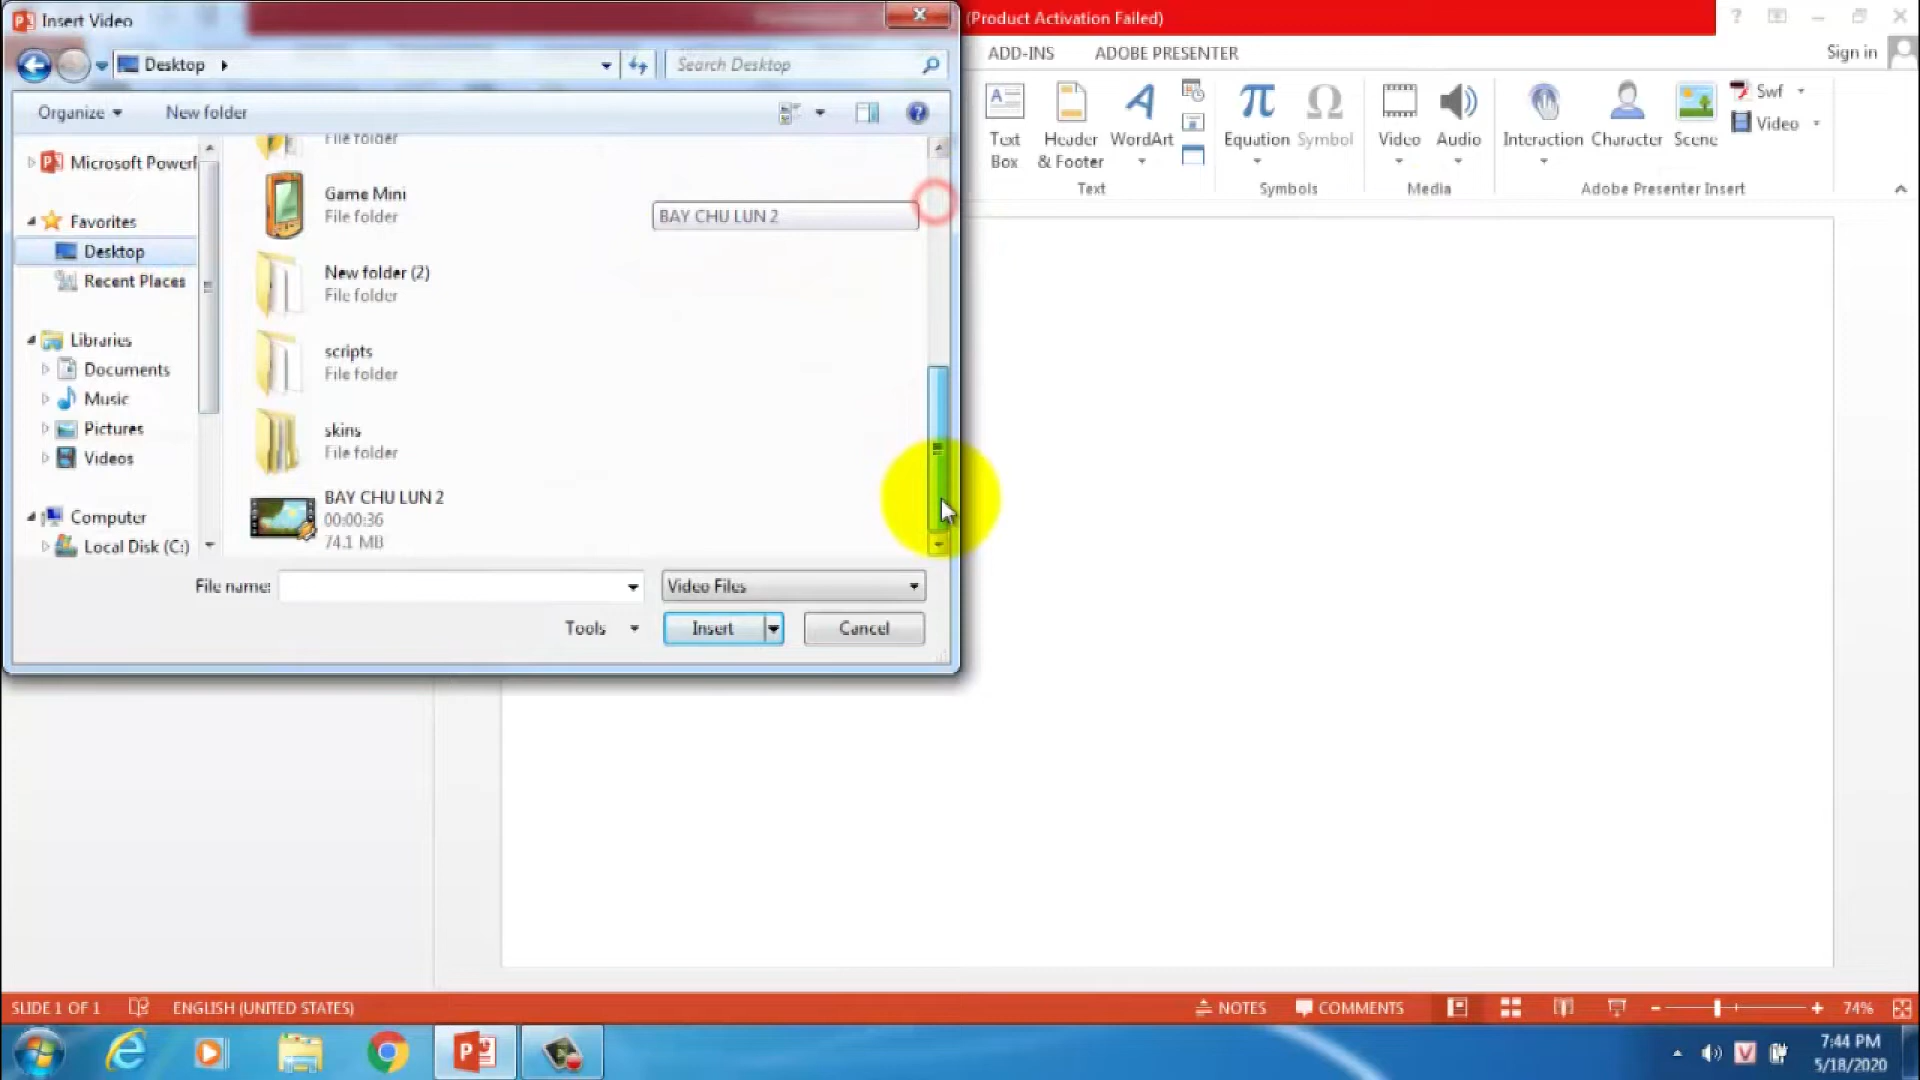 Insert Video
(Product Activation Failed)
Desktop
Search Desktop
ADD-INS
ADOBE PRESENTER
Sign in
Organize
New folder
Text
Box
Header
& Footer
WordArt
Equation
Symbol
Video
Audio
Interaction
Character
Scene
Swf
Video
Text
Symbols
Media
Adobe Presenter Insert
Microsoft Powerf
Favorites
Desktop
Recent Places
Libraries
Documents
Music
Pictures
Videos
Computer
Local Disk (C:)
File folder
Game Mini
File folder
BAY CHU LUN 2
New folder (2)
File folder
scripts
File folder
skins
File folder
BAY CHU LUN 2
00:00:36
74.1 MB
File name:
Video Files
Tools
Insert
Cancel
SLIDE 1 OF 1
ENGLISH (UNITED STATES)
NOTES
COMMENTS
74%
7:44 PM
5/18/2020